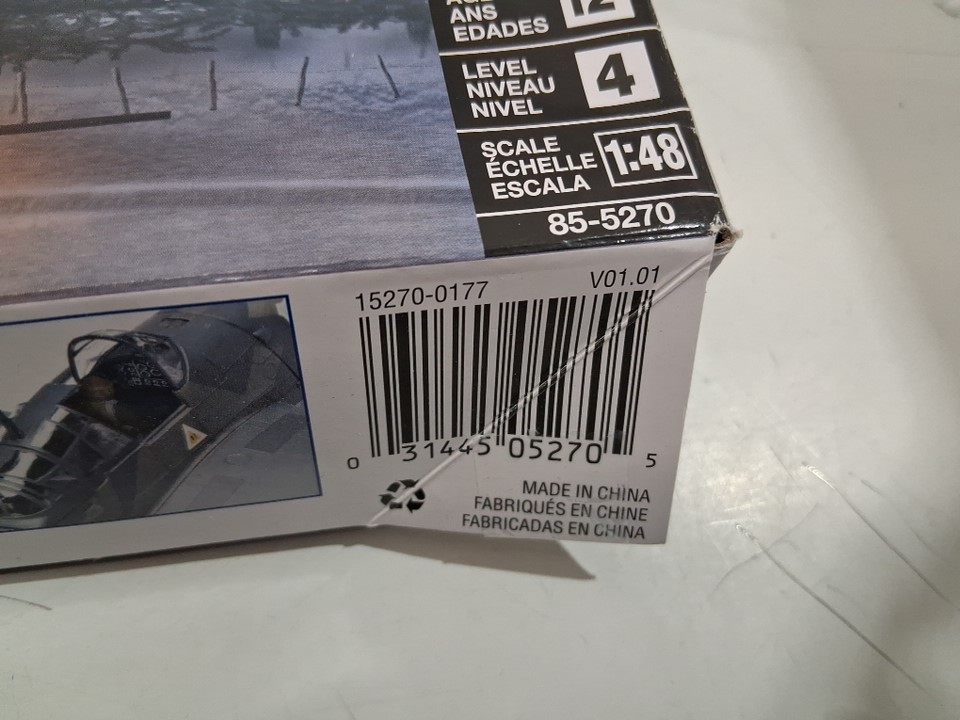 ANS
12
EDADES
LEVEL
NIVEAU
NIVEL
4
SCALE
ÉCHELLE
ESCALA
1:48
85-5270
15270-0177
V01.01
0 31445 05270 5
MADE IN CHINA
FABRIQUÉS EN CHINE
FABRICADAS EN CHINA